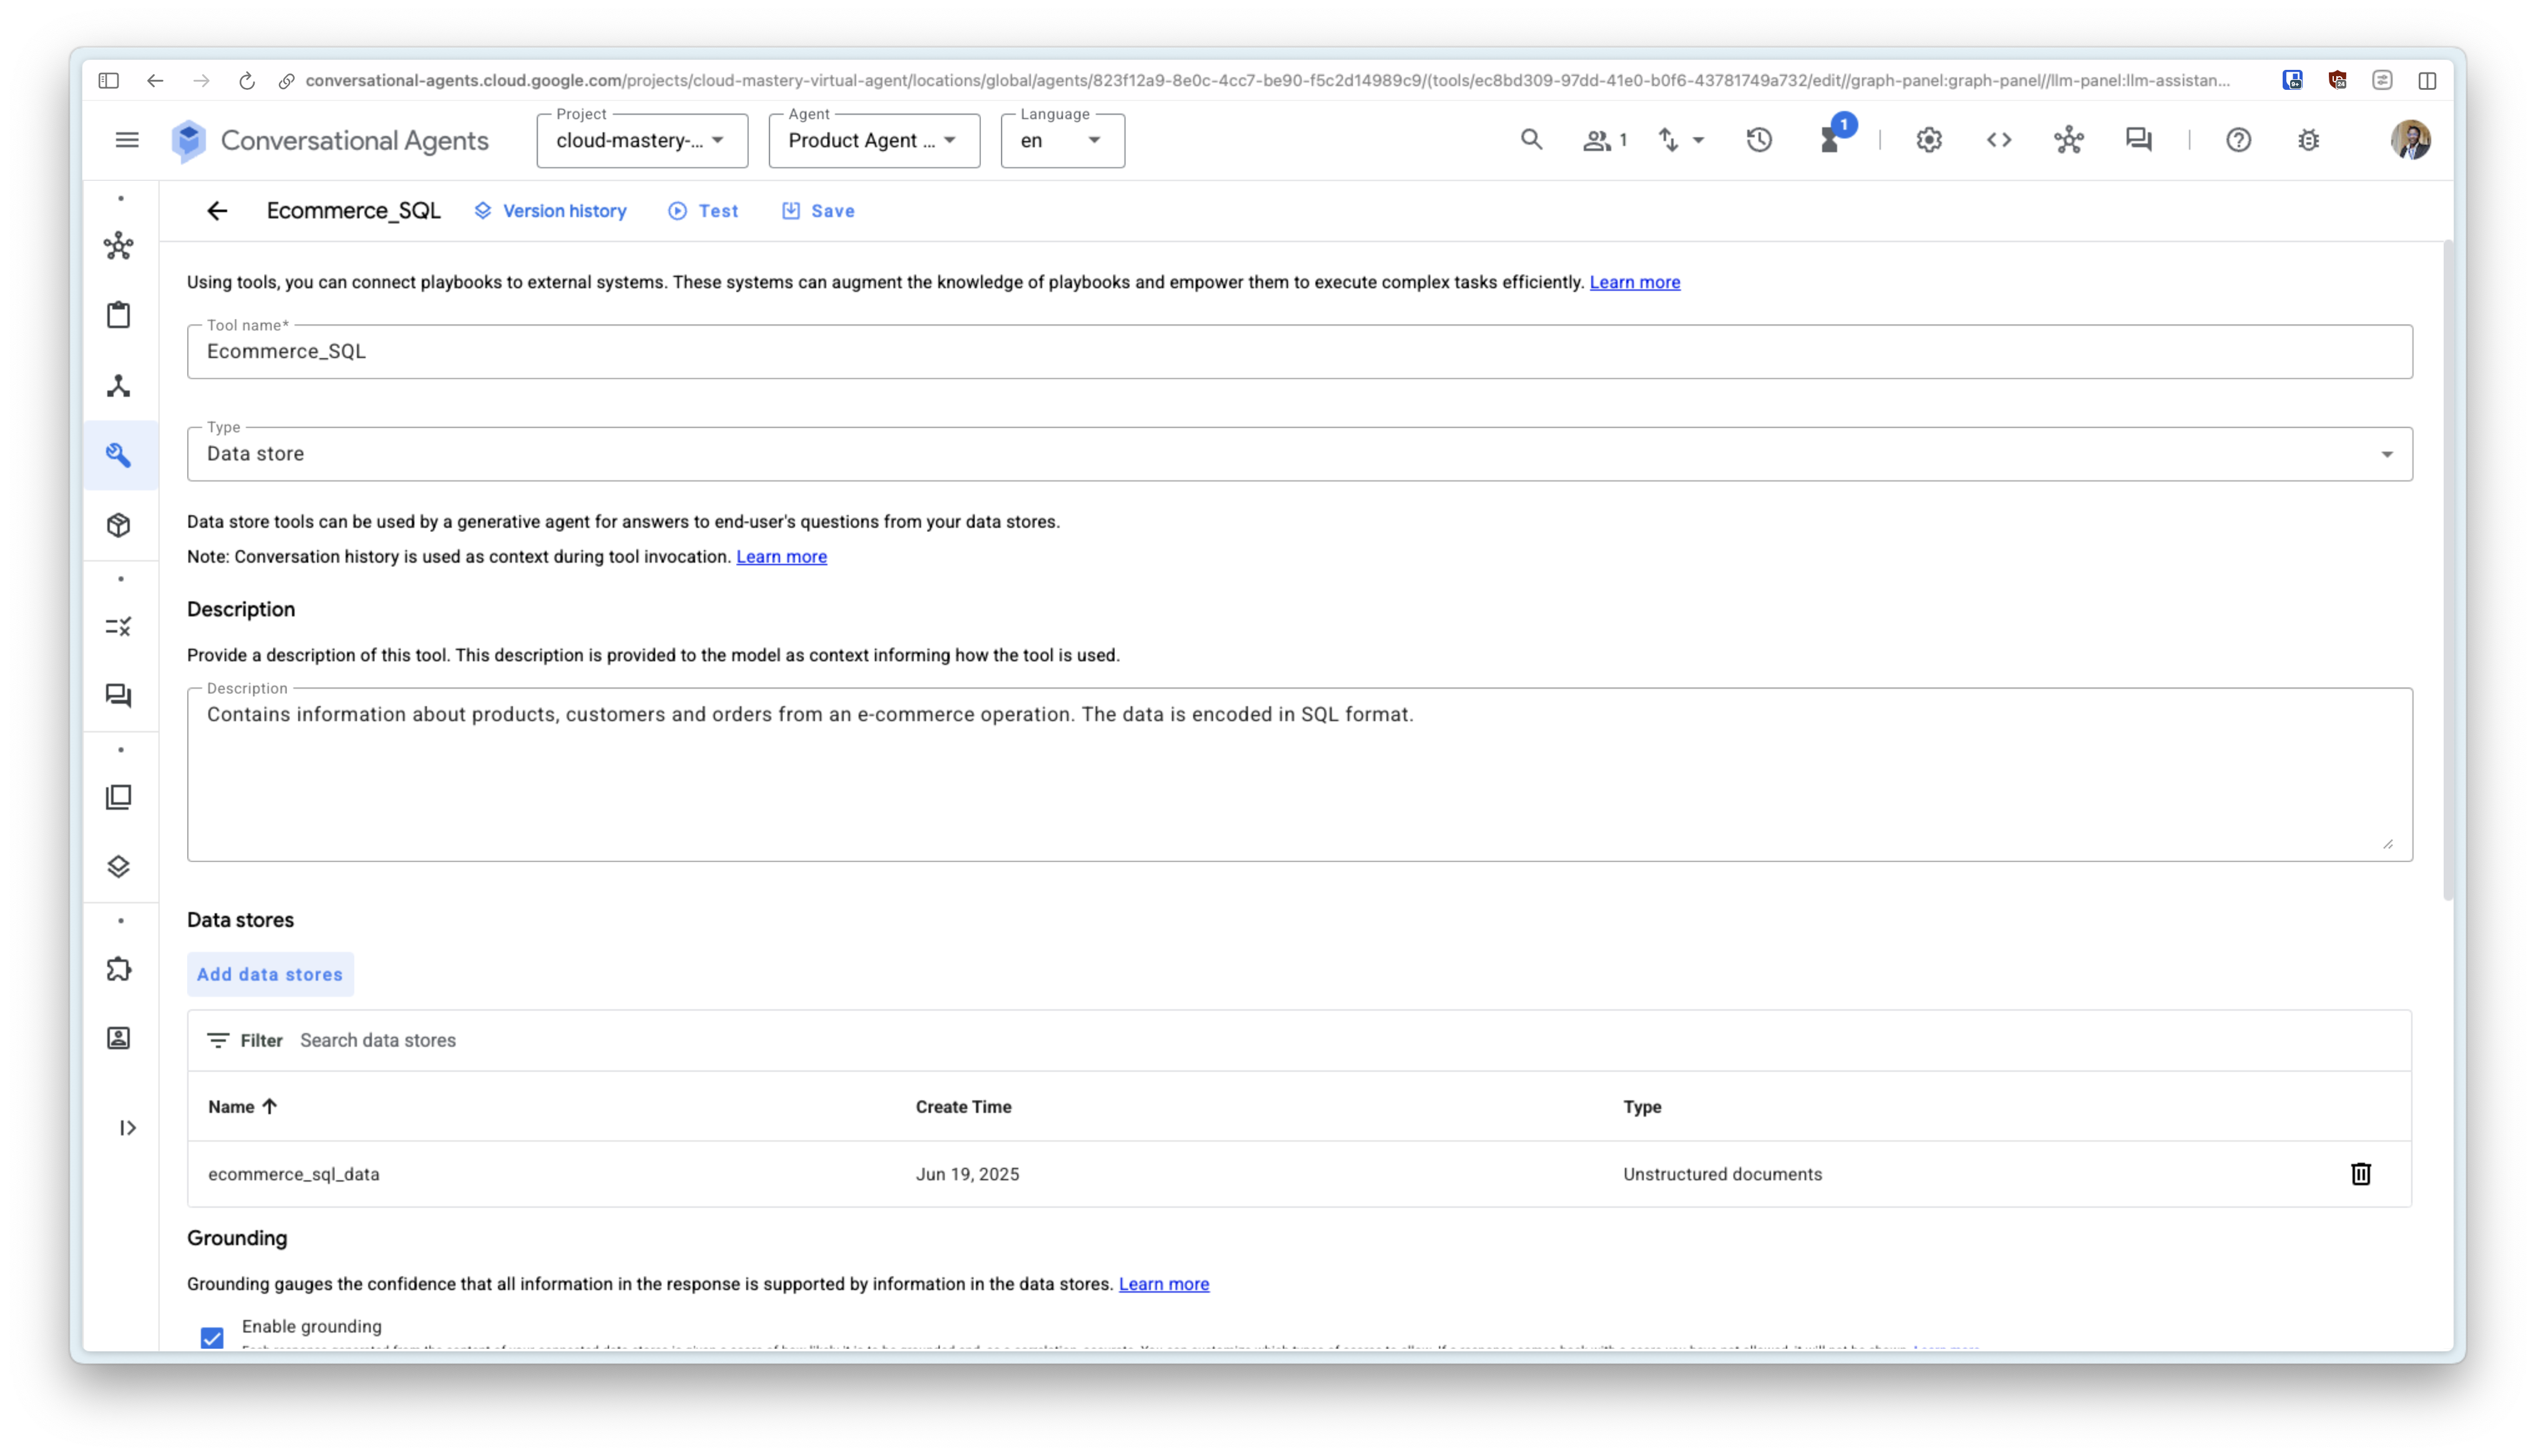 conversational-agents.cloud.google.com/projects/cloud-mastery-virtual-agent/locations/global/agents/823f12a9-8e0c-4cc7-be90-f5c2d14989c9/(tools/ec8bd309-97dd-41e0-b0f6-43781749a732/edit//graph-panel:graph-panel//llm-panel:llm-assistan...
Conversational Agents
Project
cloud-mastery-...
Agent
Product Agent ...
Language
en
1
1
Ecommerce_SQL
Version history
Test
Save
Using tools, you can connect playbooks to external systems. These systems can augment the knowledge of playbooks and empower them to execute complex tasks efficiently. Learn more
Tool name*
Ecommerce_SQL
Type
Data store
Data store tools can be used by a generative agent for answers to end-user's questions from your data stores.
Note: Conversation history is used as context during tool invocation. Learn more
Description
Provide a description of this tool. This description is provided to the model as context informing how the tool is used.
Description
Contains information about products, customers and orders from an e-commerce operation. The data is encoded in SQL format.
Data stores
Add data stores
Filter Search data stores
Name Create Time Type
ecommerce_sql_data Jun 19, 2025 Unstructured documents
Grounding
Grounding gauges the confidence that all information in the response is supported by information in the data stores. Learn more
Enable grounding